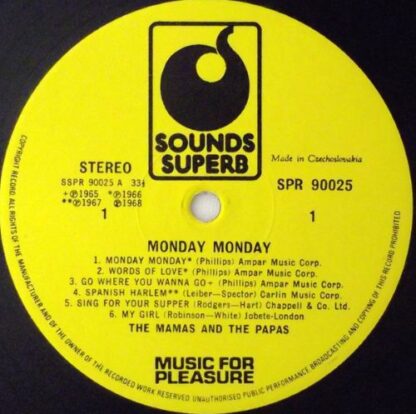 SOUNDS
SUPERB
STEREO
SSPR 90025 A 33⅓
+℗1965 *℗1966
**℗1967 ℗1968
1
Made in Czechoslovakia
SPR 90025
1
MONDAY MONDAY
1. MONDAY MONDAY* (Phillips) Ampar Music Corp.
2. WORDS OF LOVE* (Phillips) Ampar Music Corp.
3. GO WHERE YOU WANNA GO+ (Phillips) Ampar Music Corp.
4. SPANISH HARLEM** (Leiber-Spector) Carlin Music Corp.
5. SING FOR YOUR SUPPER (Rodgers-Hart) Chappell & Co. Ltd.
6. MY GIRL (Robinson-White) Jobete-London
THE MAMAS AND THE PAPAS
MUSIC FOR
PLEASURE
COPYRIGHT RECORD ALL RIGHTS OF THE MANUFACTURER AND OF THE OWNER OF THE RECORDED WORK RESERVED UNAUTHORISED PUBLIC PERFORMANCE BROADCASTING AND COPYING OF THIS RECORD PROHIBITED